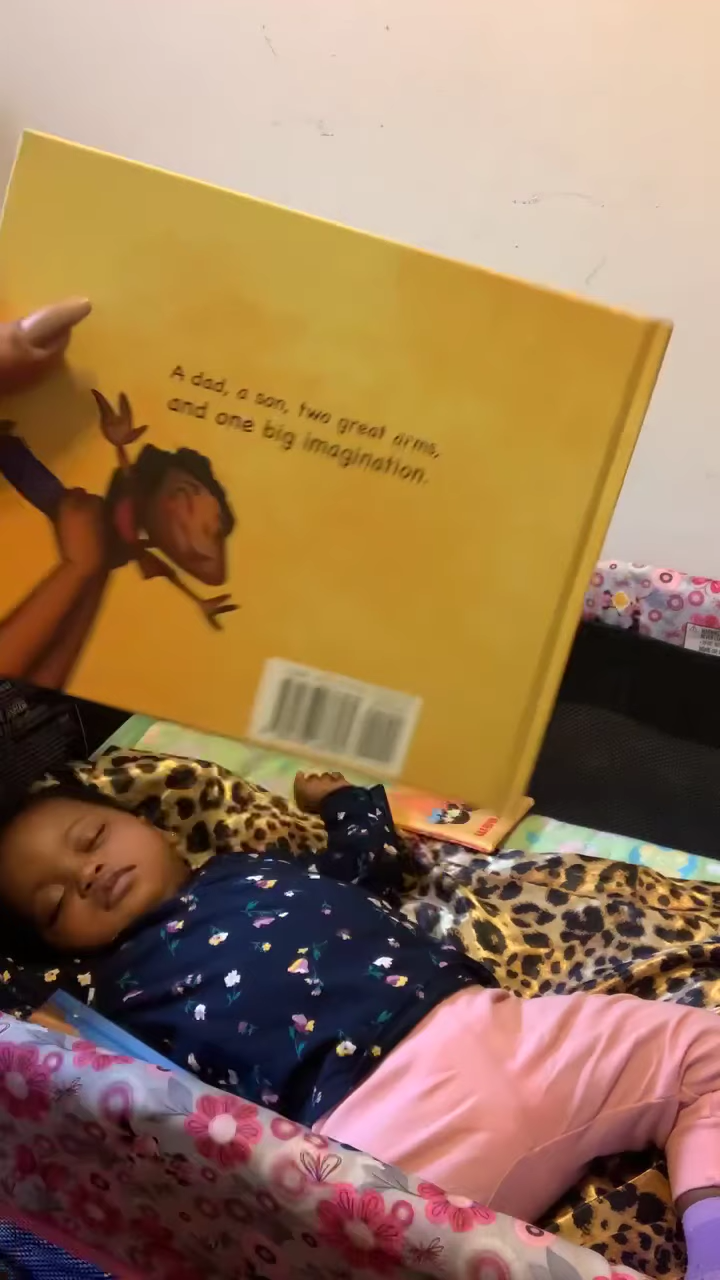 A dad, a son, two great arms,
and one big imagination.